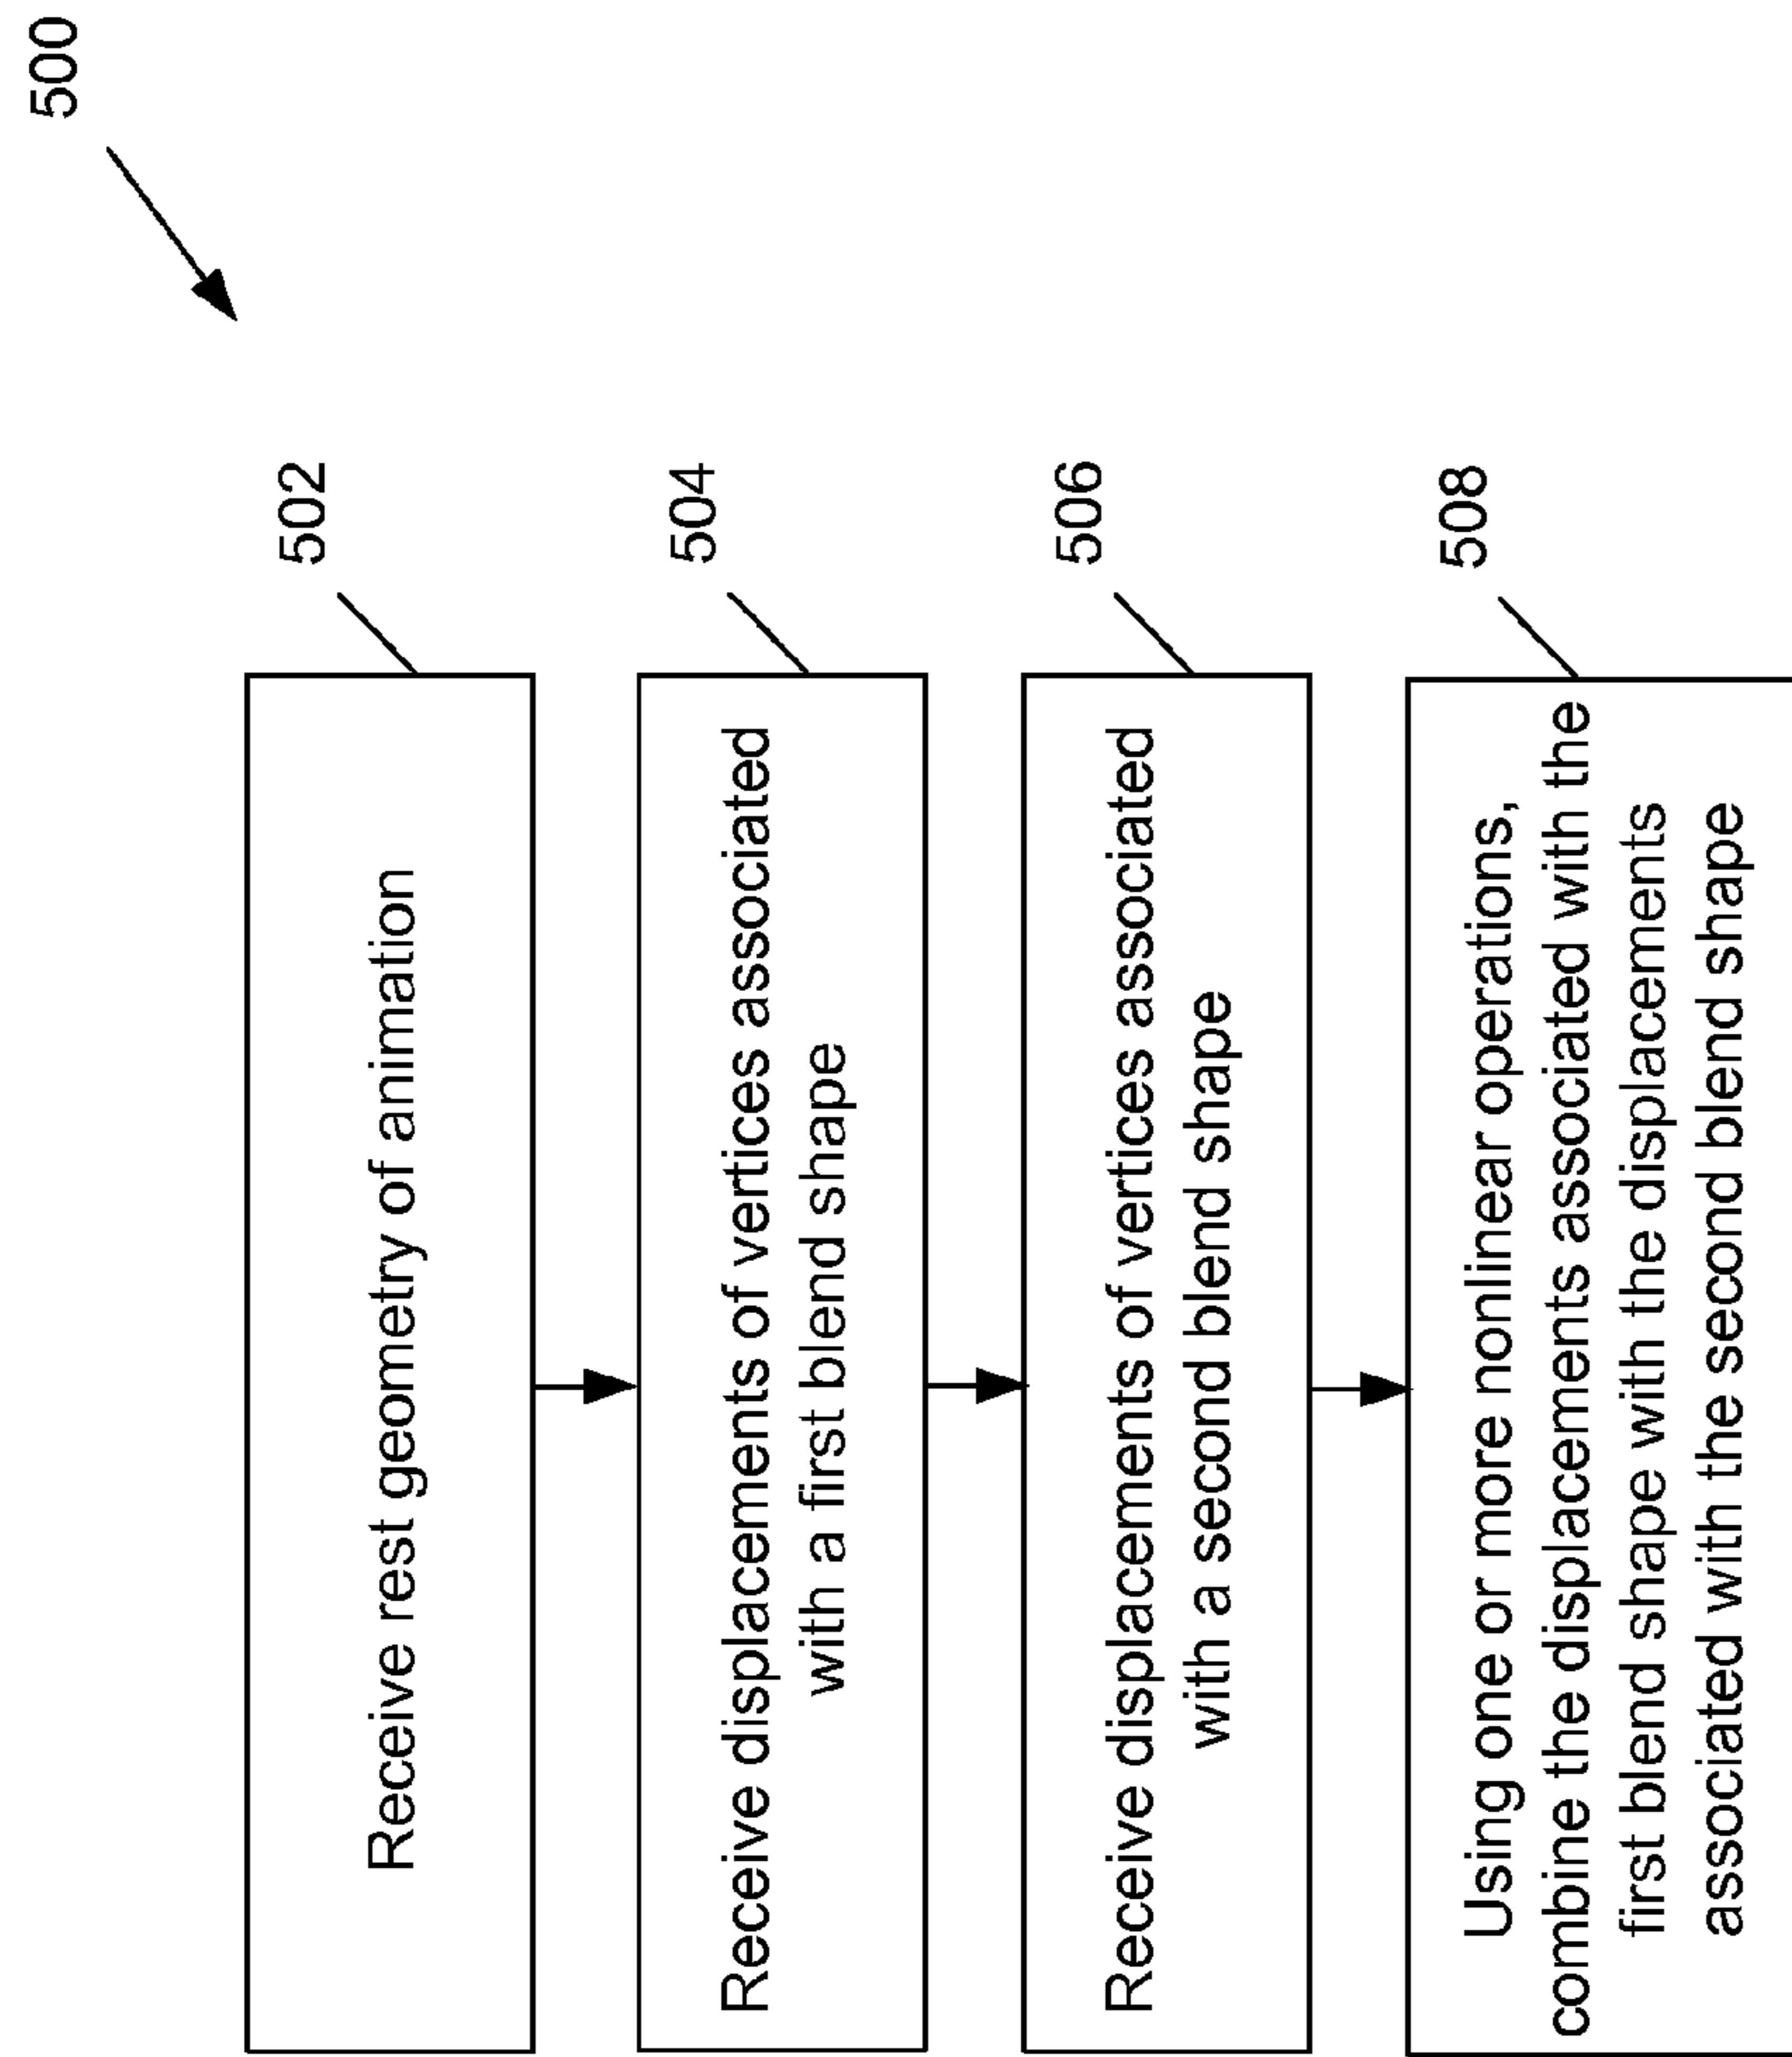 500
502
Receive rest geometry of animation
504
Receive displacements of vertices associated
with a first blend shape
506
Receive displacements of vertices associated
with a second blend shape
508
Using one or more nonlinear operations,
combine the displacements associated with the
first blend shape with the displacements
associated with the second blend shape